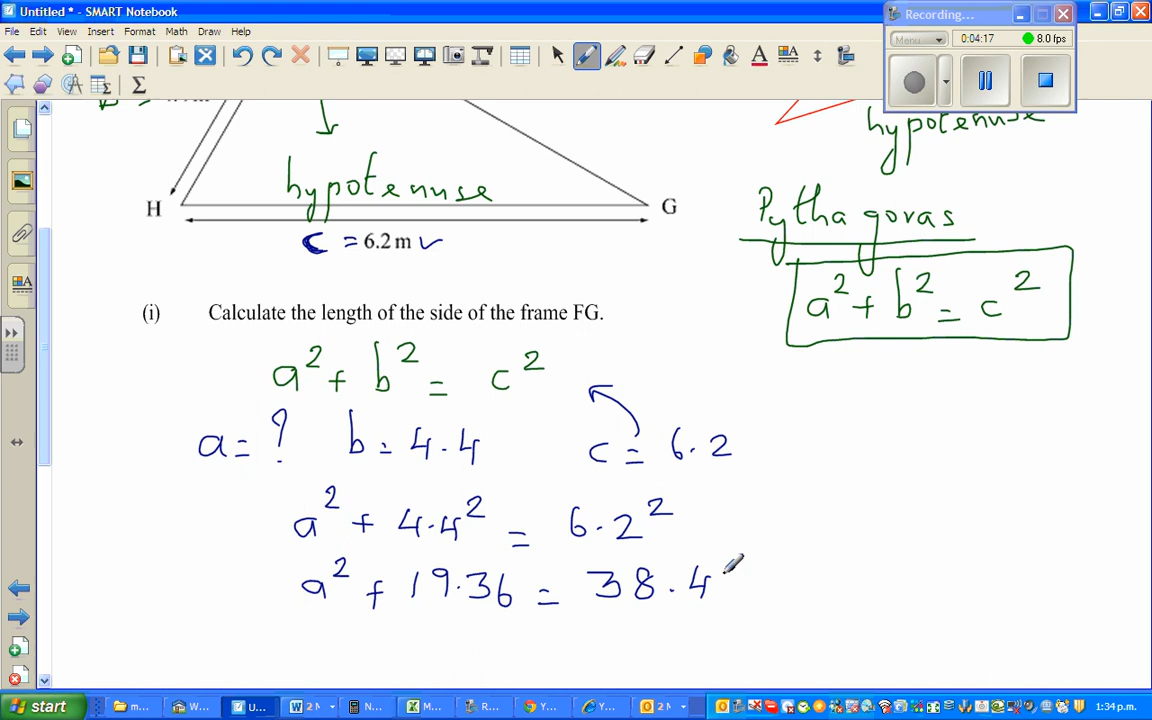 Untitled * - SMART Notebook
Recording...
File Edit View Insert Format Math Draw Help
Menu
0:04:17
8.0 fps
hypotenuse
hypotenuse
H
G
c = 6.2 m ✓
Pythagoras
a² + b² = c²
(i) Calculate the length of the side of the frame FG.
a² + b² = c²
a = ? b = 4.4 c = 6.2
a² + 4.4² = 6.2²
a² + 19.36 = 38.4
start
m...
W...
U...
2
N...
M...
R...
Y...
Y...
2
1:34 p.m.